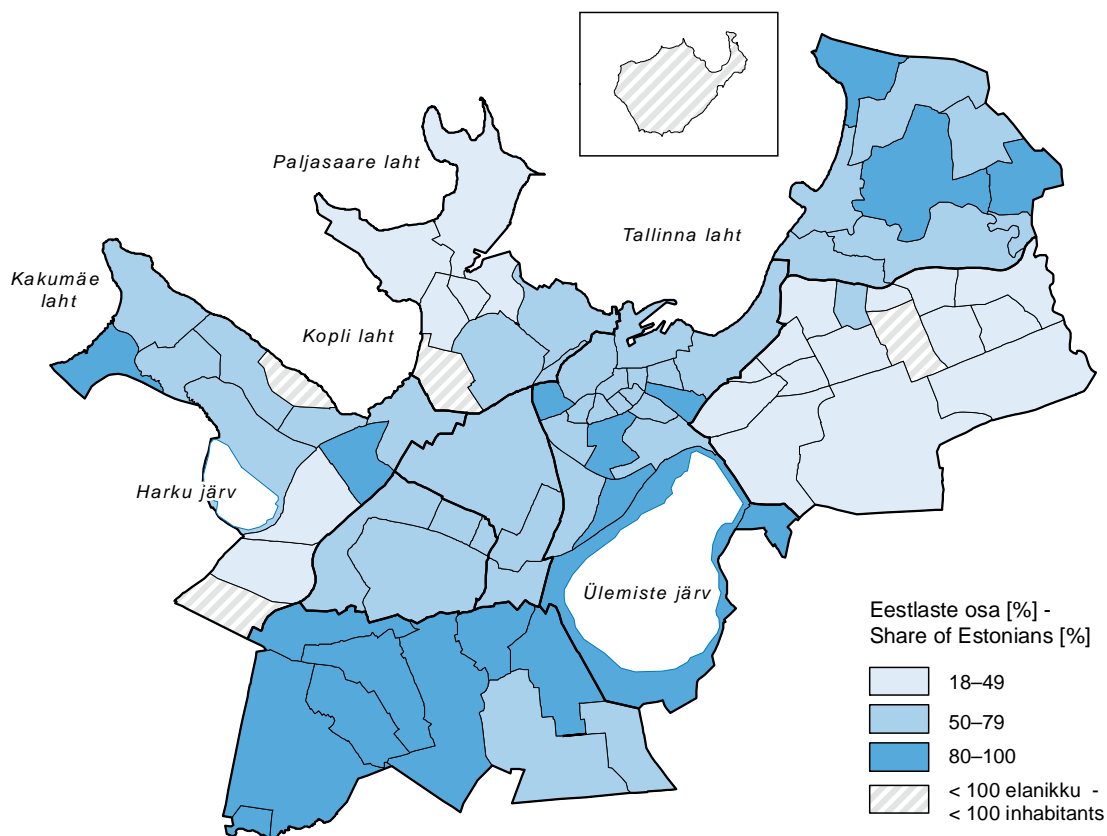 Paljasaare laht
Tallinna laht
Kakumäe
laht
Kopli laht
Harku järv
Ülemiste järv
Eestlaste osa [%] -
Share of Estonians [%]
18–49
50–79
80–100
< 100 elanikku -
< 100 inhabitants